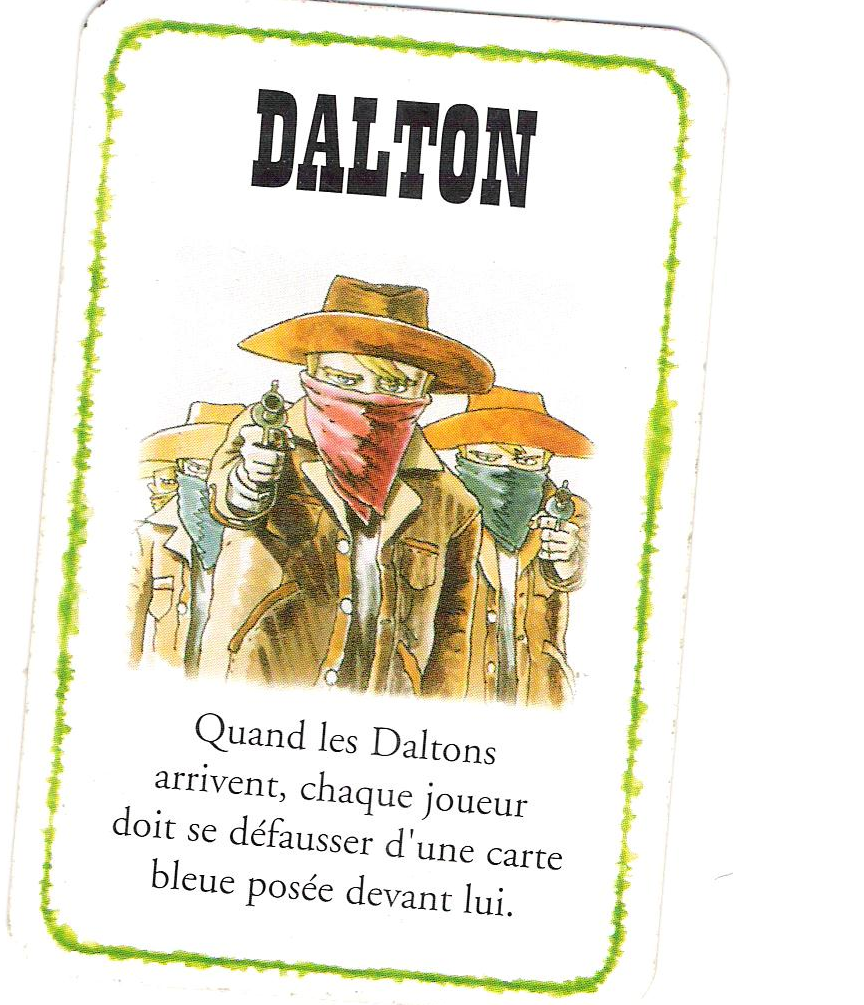 DALTON
Quand les Daltons
arrivent, chaque joueur
doit se défausser d'une carte
bleue posée devant lui.